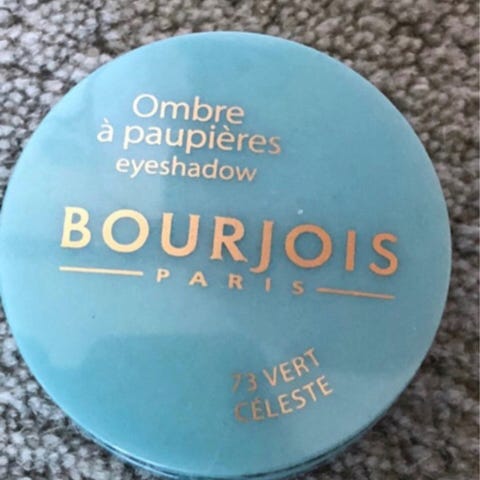 Ombre
à paupières
eyeshadow
BOURJOIS
PARIS
73 VERT
CÉLESTE